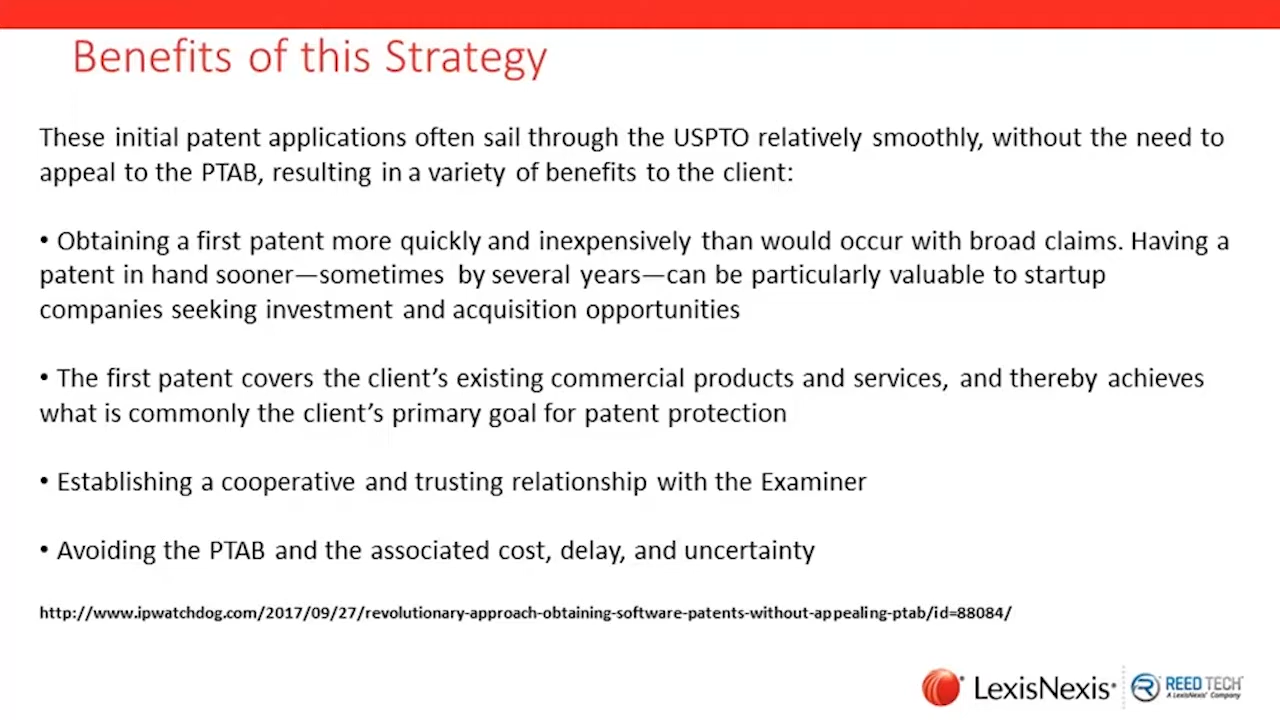 Benefits of this Strategy
These initial patent applications often sail through the USPTO relatively smoothly, without the need to
appeal to the PTAB, resulting in a variety of benefits to the client:
• Obtaining a first patent more quickly and inexpensively than would occur with broad claims. Having a
patent in hand sooner—sometimes by several years—can be particularly valuable to startup
companies seeking investment and acquisition opportunities
• The first patent covers the client’s existing commercial products and services, and thereby achieves
what is commonly the client’s primary goal for patent protection
• Establishing a cooperative and trusting relationship with the Examiner
• Avoiding the PTAB and the associated cost, delay, and uncertainty
http://www.ipwatchdog.com/2017/09/27/revolutionary-approach-obtaining-software-patents-without-appealing-ptab/id=88084/
LexisNexis®
REED TECH
A LexisNexis® Company